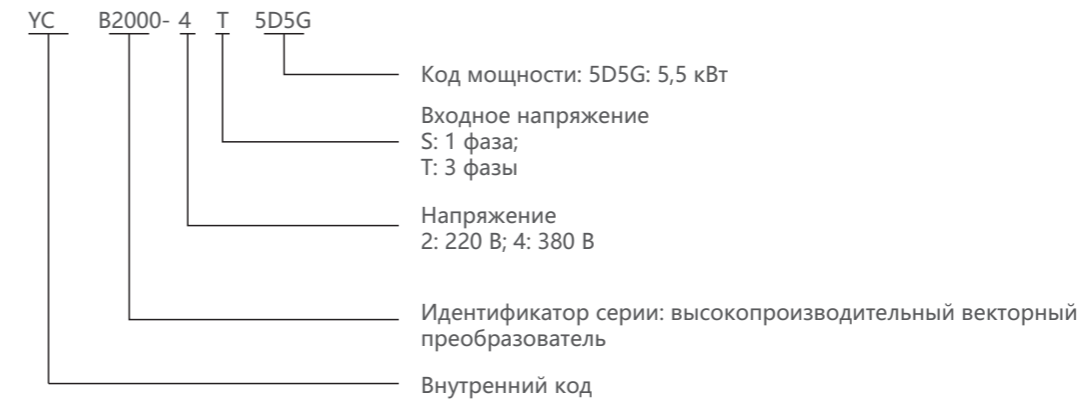 YC B2000- 4 T 5D5G
Код мощности: 5D5G: 5,5 кВт
Входное напряжение
S: 1 фаза;
T: 3 фазы
Напряжение
2: 220 В; 4: 380 В
Идентификатор серии: высокопроизводительный векторный
преобразователь
Внутренний код